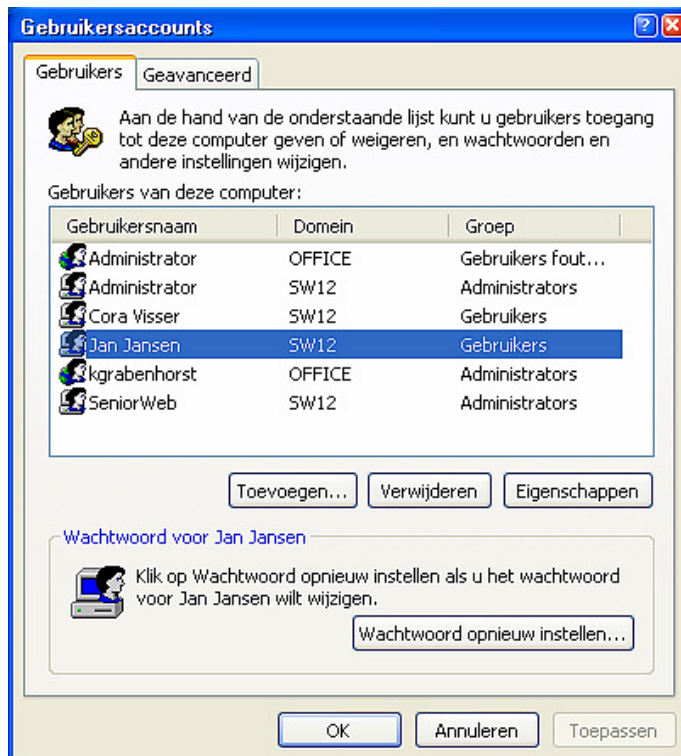 Gebruikersaccounts
Gebruikers Geavanceerd
Aan de hand van de onderstaande lijst kunt u gebruikers toegang
tot deze computer geven of weigeren, en wachtwoorden en
andere instellingen wijzigen.
Gebruikers van deze computer:
Gebruikersnaam Domein Groep
Administrator OFFICE Gebruikers fout...
Administrator SW12 Administrators
Cora Visser SW12 Gebruikers
Jan Jansen SW12 Gebruikers
kgrabenhorst OFFICE Administrators
SeniorWeb SW12 Administrators
Toevoegen... Verwijderen Eigenschappen
Wachtwoord voor Jan Jansen
Klik op Wachtwoord opnieuw instellen als u het wachtwoord
voor Jan Jansen wilt wijzigen.
Wachtwoord opnieuw instellen...
OK Annuleren Toepassen